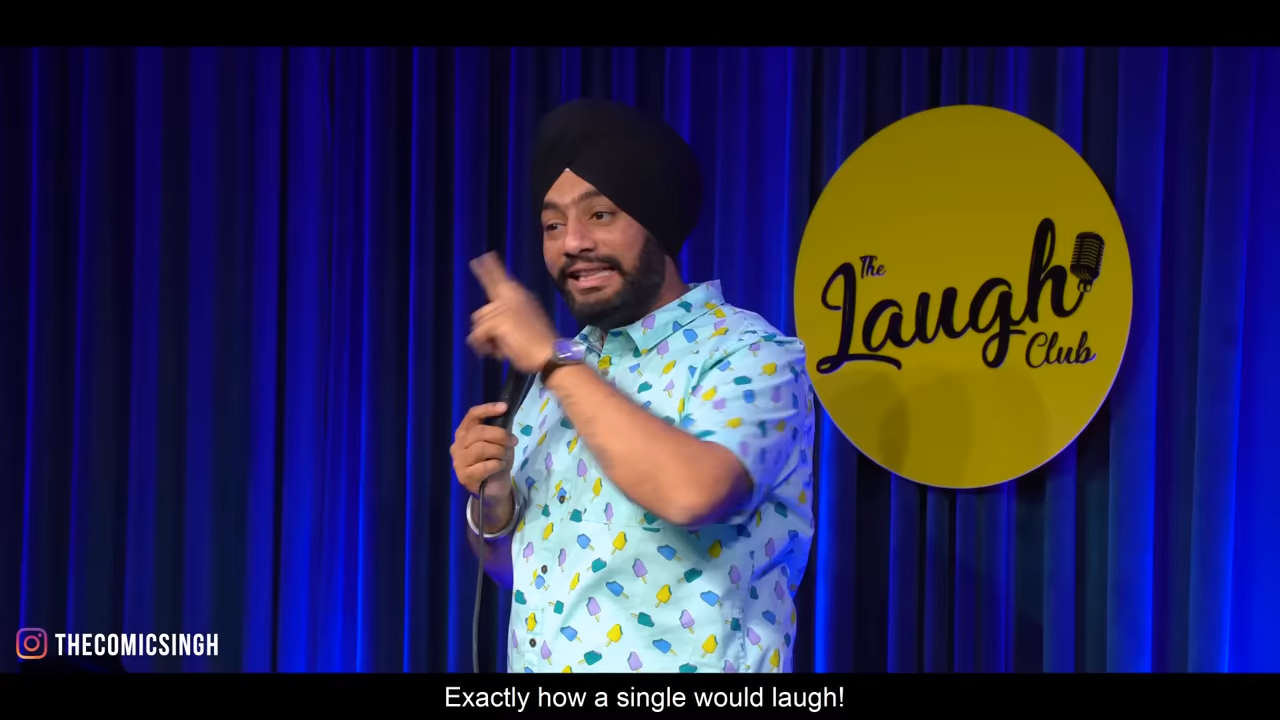 The
Laugh
Club
THECOMICSINGH
Exactly how a single would laugh!